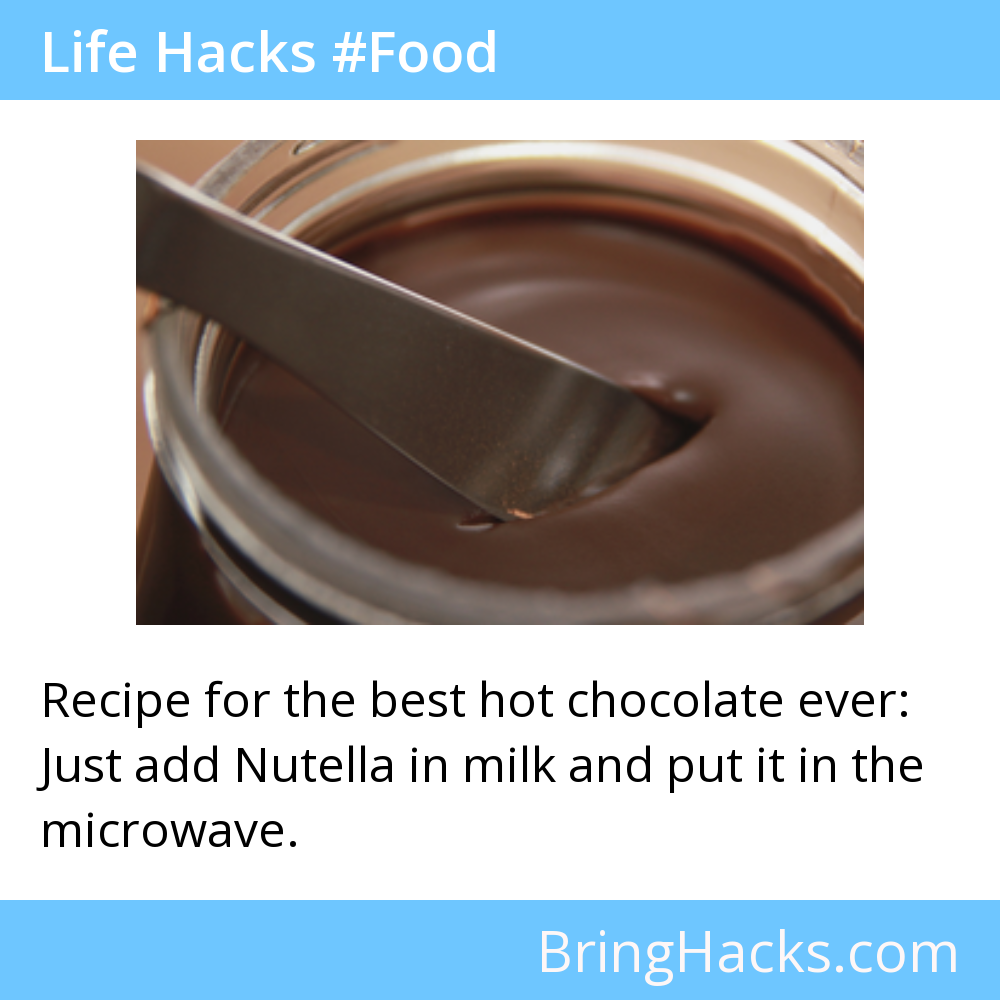 Life Hacks #Food
Recipe for the best hot chocolate ever:
Just add Nutella in milk and put it in the
microwave.
BringHacks.com